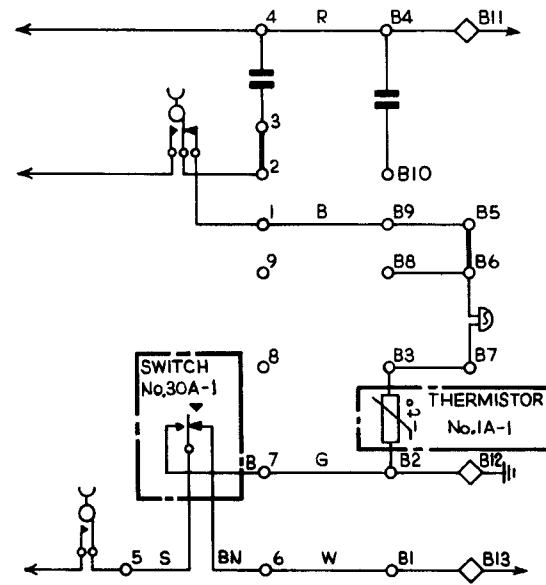 4 R B4 B11
3
2 B10
1 B B9 B5
9 B8 B6
8 B3 B7
SWITCH
No.30A-1
THERMISTOR
No.1A-1
-t°
B 7 G B2 B12
5 S BN 6 W B1 B13